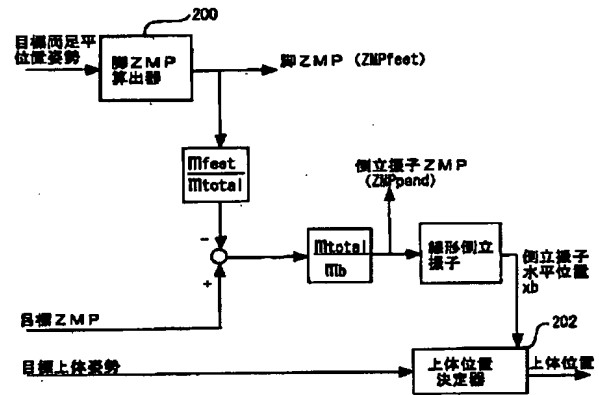 200
目標両足平
位置姿勢
脚ZMP
算出器
脚ZMP (ZMPfeet)
mfeet
mtotal
倒立振子ZMP
(ZMPpend)
-
+
mtotal
mb
線形倒立
振子
倒立振子
水平位置
xb
目標ZMP
202
目標上体姿勢
上体位置
決定器
上体位置